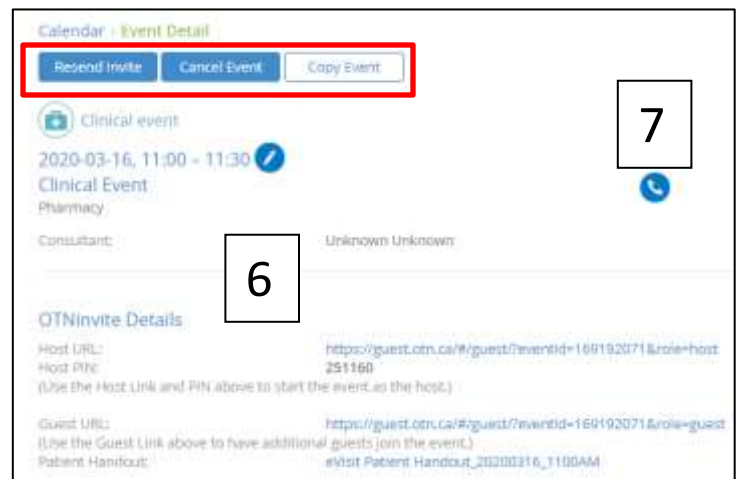 Calendar › Event Detail
Resend Invite Cancel Event Copy Event
Clinical event
7
2020-03-16, 11:00 – 11:30
Clinical Event
Pharmacy
Consultant: Unknown Unknown
6
OTNinvite Details
Host URL: https://guest.otn.ca/#/guest/?eventid=169192071&role=host
Host PIN: 251160
(Use the Host Link and PIN above to start the event as the host.)
Guest URL: https://guest.otn.ca/#/guest/?eventid=169192071&role=guest
(Use the Guest Link above to have additional guests join the event.)
Patient Handout: eVisit Patient Handout_20200316_1100AM